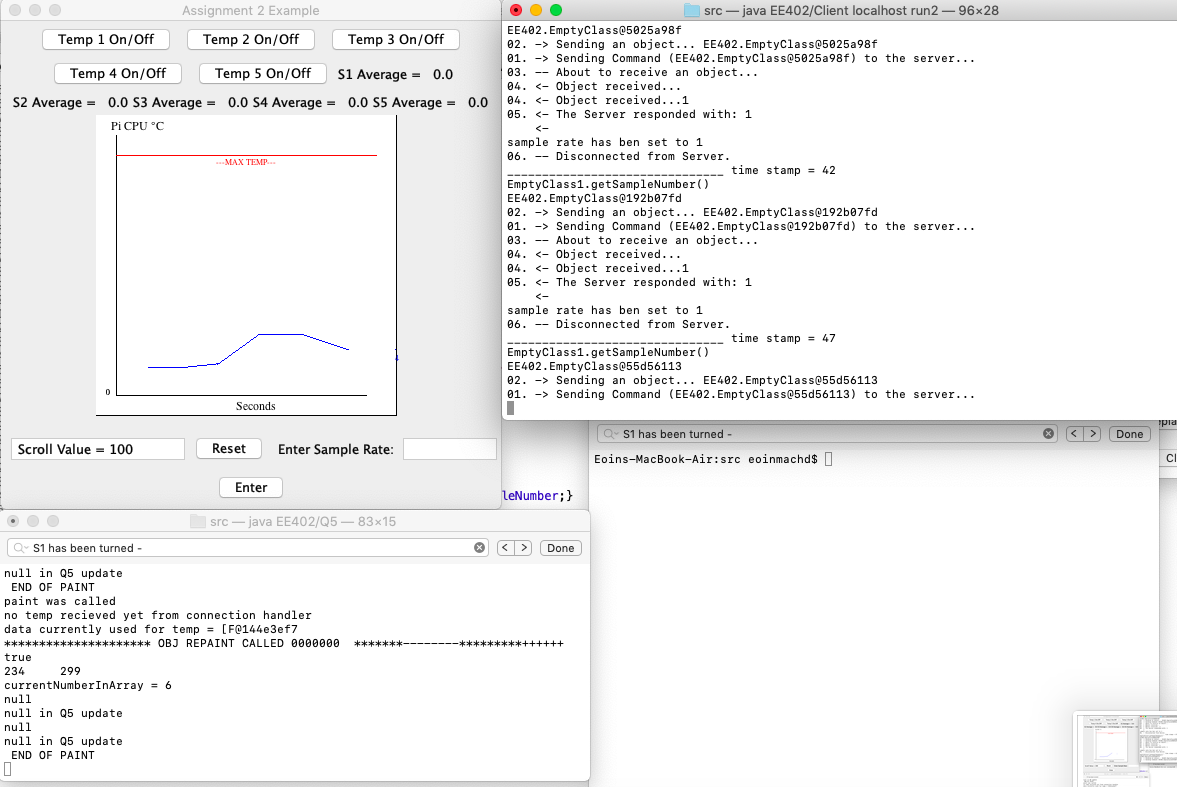 Assignment 2 Example
Temp 1 On/Off
Temp 2 On/Off
Temp 3 On/Off
Temp 4 On/Off
Temp 5 On/Off
S1 Average = 0.0
S2 Average = 0.0 S3 Average = 0.0 S4 Average = 0.0 S5 Average = 0.0
Pi CPU °C
---MAX TEMP---
0
Seconds
Scroll Value = 100
Reset
Enter Sample Rate:
Enter
src — java EE402/Client localhost run2 — 96×28
EE402.EmptyClass@5025a98f
02. -> Sending an object... EE402.EmptyClass@5025a98f
01. -> Sending Command (EE402.EmptyClass@5025a98f) to the server...
03. -- About to receive an object...
04. <- Object received...
04. <- Object received...1
05. <- The Server responded with: 1
<-
sample rate has ben set to 1
06. -- Disconnected from Server.
_______________________________ time stamp = 42
EmptyClass1.getSampleNumber()
EE402.EmptyClass@192b07fd
02. -> Sending an object... EE402.EmptyClass@192b07fd
01. -> Sending Command (EE402.EmptyClass@192b07fd) to the server...
03. -- About to receive an object...
04. <- Object received...
04. <- Object received...1
05. <- The Server responded with: 1
<-
sample rate has ben set to 1
06. -- Disconnected from Server.
_______________________________ time stamp = 47
EmptyClass1.getSampleNumber()
EE402.EmptyClass@55d56113
02. -> Sending an object... EE402.EmptyClass@55d56113
01. -> Sending Command (EE402.EmptyClass@55d56113) to the server...
S1 has been turned -
Done
Eoins-MacBook-Air:src eoinmachd$
leNumber;}
src — java EE402/Q5 — 83×15
S1 has been turned -
Done
null in Q5 update
END OF PAINT
paint was called
no temp recieved yet from connection handler
data currently used for temp = [F@144e3ef7
********************* OBJ REPAINT CALLED 0000000 *******--------*********++++++
true
234 299
currentNumberInArray = 6
null
null in Q5 update
null
null in Q5 update
END OF PAINT